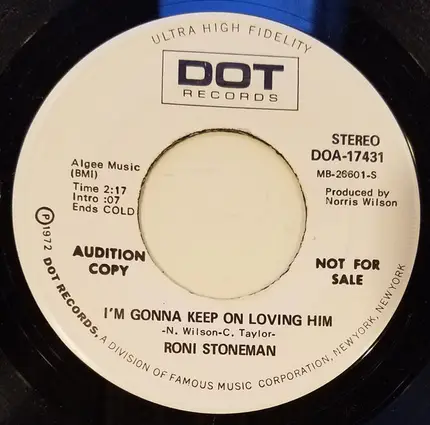 ULTRA HIGH FIDELITY
DOT
RECORDS
STEREO
DOA-17431
MB-26601-S
Produced by
Norris Wilson
Algee Music
(BMI)
Time 2:17
Intro :07
Ends COLD
AUDITION
COPY
NOT FOR
SALE
I'M GONNA KEEP ON LOVING HIM
-N. Wilson-C. Taylor-
RONI STONEMAN
Ⓟ1972 DOT RECORDS, A DIVISION OF FAMOUS MUSIC CORPORATION, NEW YORK, NEW YORK